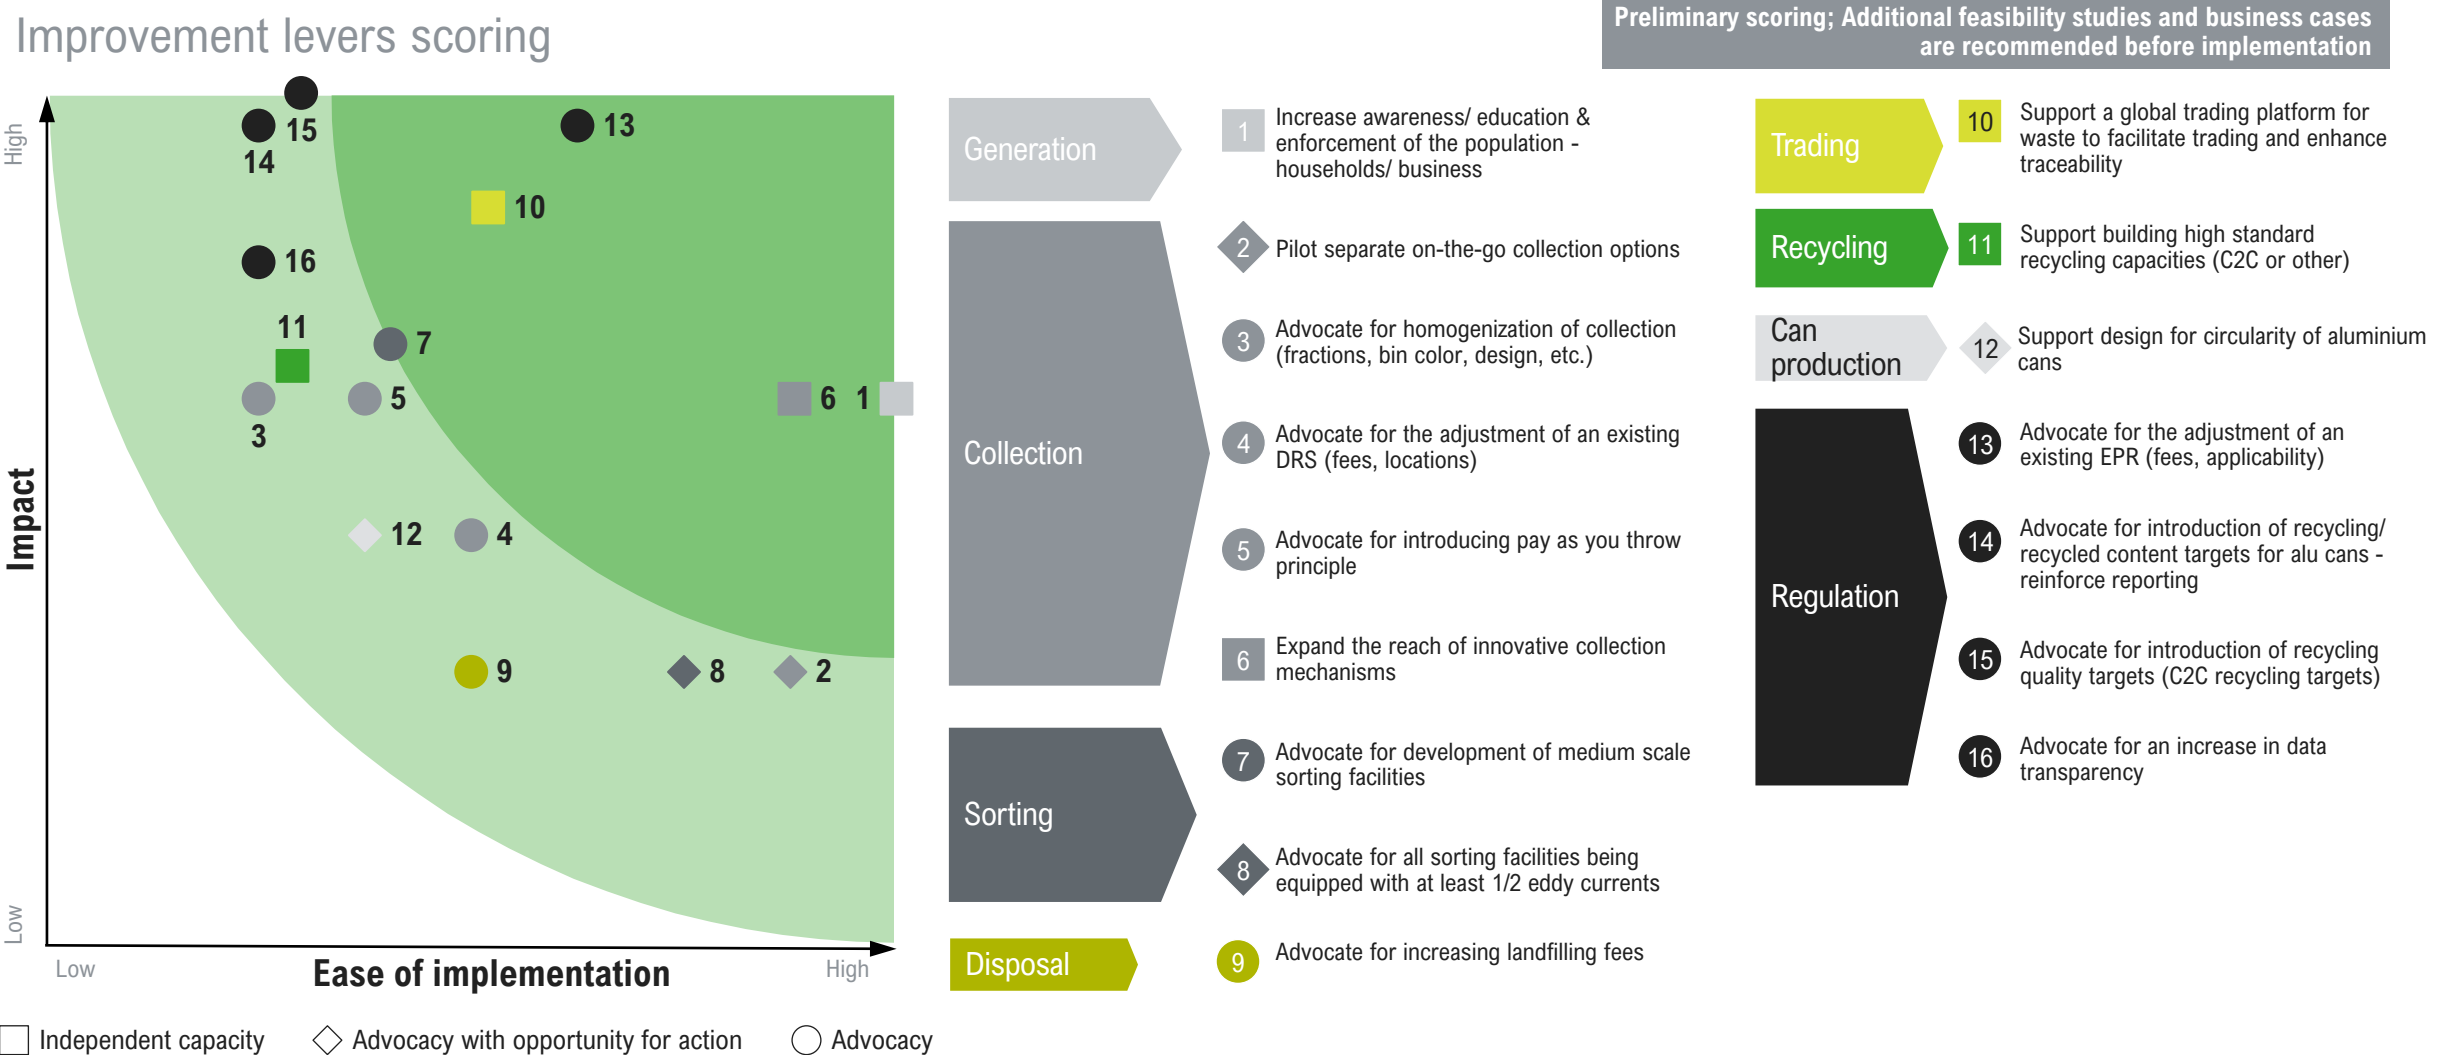 Improvement levers scoring
Preliminary scoring; Additional feasibility studies and business cases
are recommended before implementation
High
Impact
Low
15
14
13
10
16
11
7
3
5
6
1
12
4
9
8
2
Low
Ease of implementation
High
Independent capacity
Advocacy with opportunity for action
Advocacy
Generation
1
Increase awareness/ education &
enforcement of the population -
households/ business
Collection
2
Pilot separate on-the-go collection options
3
Advocate for homogenization of collection
(fractions, bin color, design, etc.)
4
Advocate for the adjustment of an existing
DRS (fees, locations)
5
Advocate for introducing pay as you throw
principle
6
Expand the reach of innovative collection
mechanisms
Sorting
7
Advocate for development of medium scale
sorting facilities
8
Advocate for all sorting facilities being
equipped with at least 1/2 eddy currents
Disposal
9
Advocate for increasing landfilling fees
Trading
10
Support a global trading platform for
waste to facilitate trading and enhance
traceability
Recycling
11
Support building high standard
recycling capacities (C2C or other)
Can
production
12
Support design for circularity of aluminium
cans
Regulation
13
Advocate for the adjustment of an
existing EPR (fees, applicability)
14
Advocate for introduction of recycling/
recycled content targets for alu cans -
reinforce reporting
15
Advocate for introduction of recycling
quality targets (C2C recycling targets)
16
Advocate for an increase in data
transparency